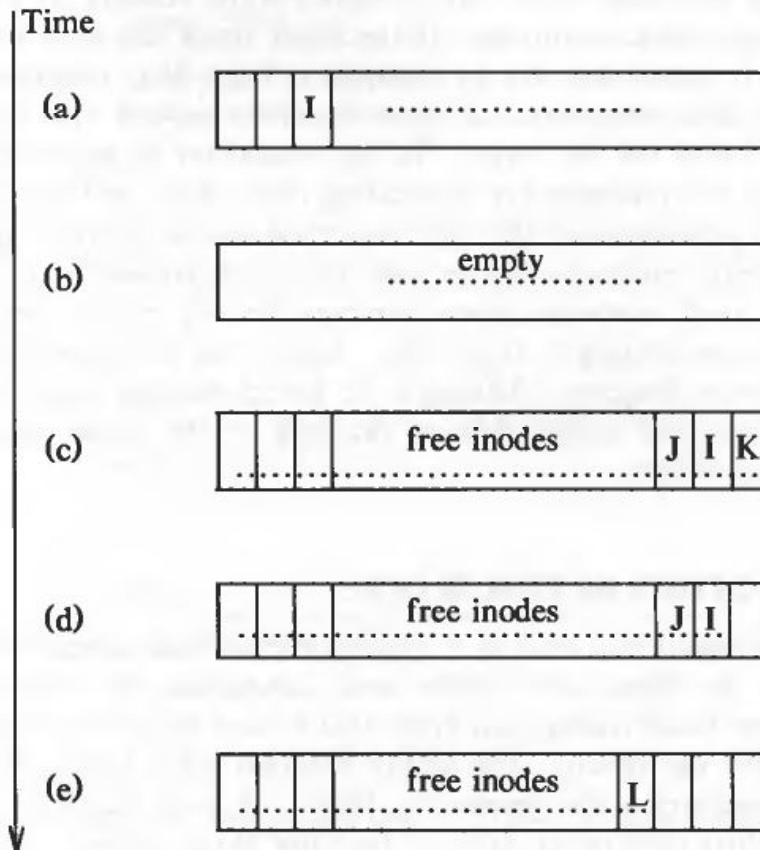 Time
(a) I
(b) empty
(c) free inodes J I K
(d) free inodes J I
(e) free inodes L